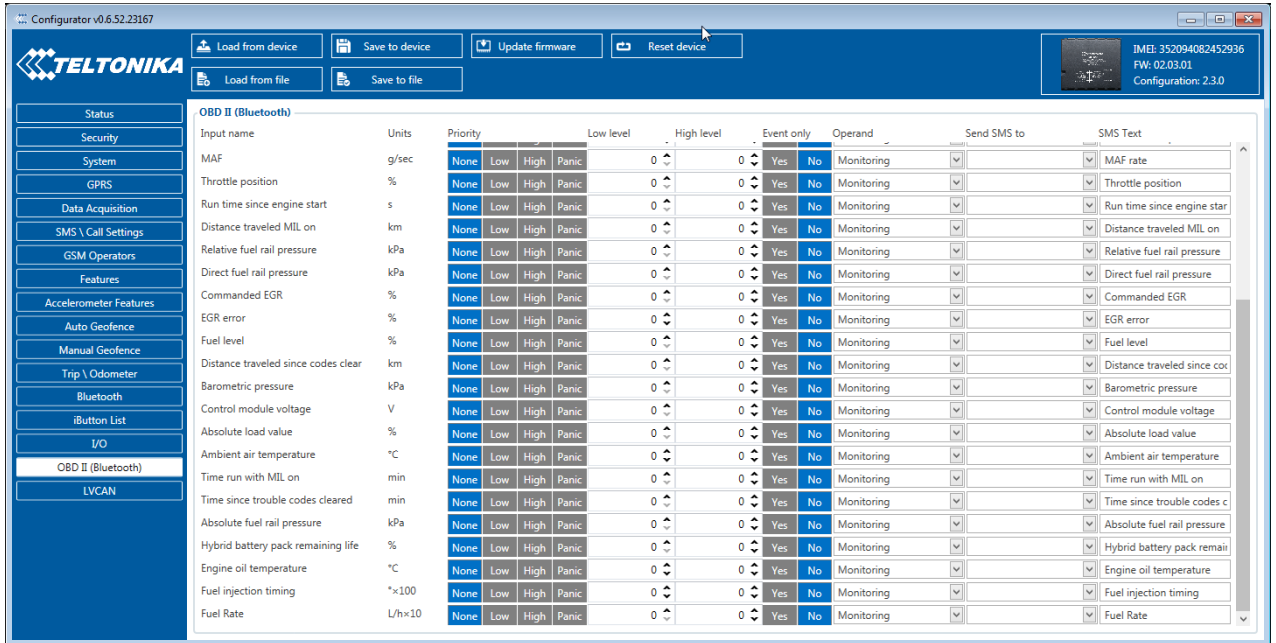 Configurator v0.6.52.23167
TELTONIKA
Load from device Save to device Update firmware Reset device
Load from file Save to file
IMEI: 352094082452936
FW: 02.03.01
Configuration: 2.3.0
Status
Security
System
GPRS
Data Acquisition
SMS \ Call Settings
GSM Operators
Features
Accelerometer Features
Auto Geofence
Manual Geofence
Trip \ Odometer
Bluetooth
iButton List
I/O
OBD II (Bluetooth)
LVCAN
OBD II (Bluetooth)
Input name Units Priority Low level High level Event only Operand Send SMS to SMS Text
MAF g/sec None Low High Panic 0 0 Yes No Monitoring MAF rate
Throttle position % None Low High Panic 0 0 Yes No Monitoring Throttle position
Run time since engine start s None Low High Panic 0 0 Yes No Monitoring Run time since engine star
Distance traveled MIL on km None Low High Panic 0 0 Yes No Monitoring Distance traveled MIL on
Relative fuel rail pressure kPa None Low High Panic 0 0 Yes No Monitoring Relative fuel rail pressure
Direct fuel rail pressure kPa None Low High Panic 0 0 Yes No Monitoring Direct fuel rail pressure
Commanded EGR % None Low High Panic 0 0 Yes No Monitoring Commanded EGR
EGR error % None Low High Panic 0 0 Yes No Monitoring EGR error
Fuel level % None Low High Panic 0 0 Yes No Monitoring Fuel level
Distance traveled since codes clear km None Low High Panic 0 0 Yes No Monitoring Distance traveled since coc
Barometric pressure kPa None Low High Panic 0 0 Yes No Monitoring Barometric pressure
Control module voltage V None Low High Panic 0 0 Yes No Monitoring Control module voltage
Absolute load value % None Low High Panic 0 0 Yes No Monitoring Absolute load value
Ambient air temperature °C None Low High Panic 0 0 Yes No Monitoring Ambient air temperature
Time run with MIL on min None Low High Panic 0 0 Yes No Monitoring Time run with MIL on
Time since trouble codes cleared min None Low High Panic 0 0 Yes No Monitoring Time since trouble codes c
Absolute fuel rail pressure kPa None Low High Panic 0 0 Yes No Monitoring Absolute fuel rail pressure
Hybrid battery pack remaining life % None Low High Panic 0 0 Yes No Monitoring Hybrid battery pack remain
Engine oil temperature °C None Low High Panic 0 0 Yes No Monitoring Engine oil temperature
Fuel injection timing °×100 None Low High Panic 0 0 Yes No Monitoring Fuel injection timing
Fuel Rate L/h×10 None Low High Panic 0 0 Yes No Monitoring Fuel Rate